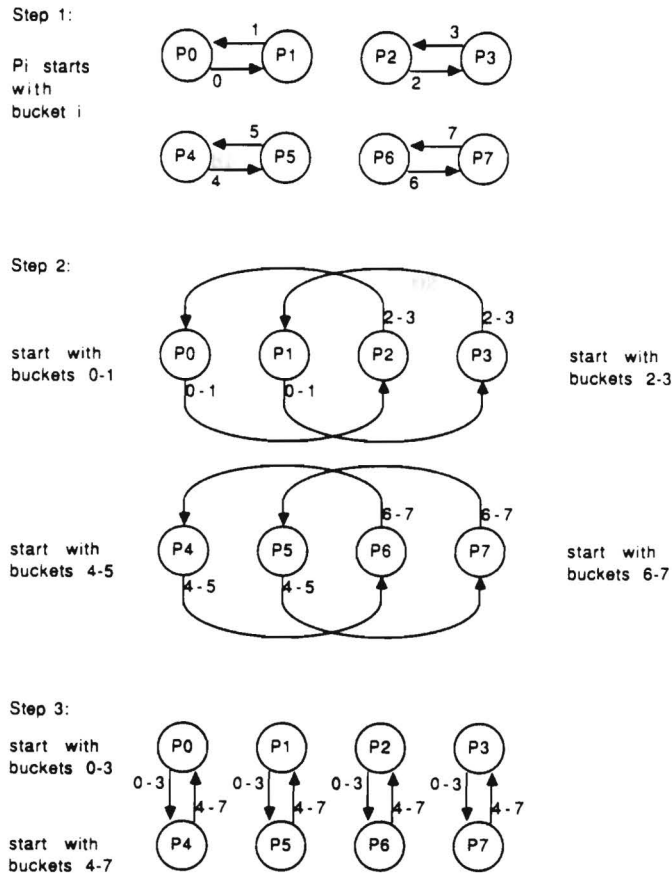 Step 1:
Pi starts
with
bucket i
P0
1
0
P1
P2
3
2
P3
P4
5
4
P5
P6
7
6
P7
Step 2:
start with
buckets 0-1
P0
P1
P2
P3
2-3
2-3
0-1
0-1
start with
buckets 2-3
start with
buckets 4-5
P4
P5
P6
P7
6-7
6-7
4-5
4-5
start with
buckets 6-7
Step 3:
start with
buckets 0-3
P0
P1
P2
P3
0-3
4-7
0-3
4-7
0-3
4-7
0-3
4-7
start with
buckets 4-7
P4
P5
P6
P7